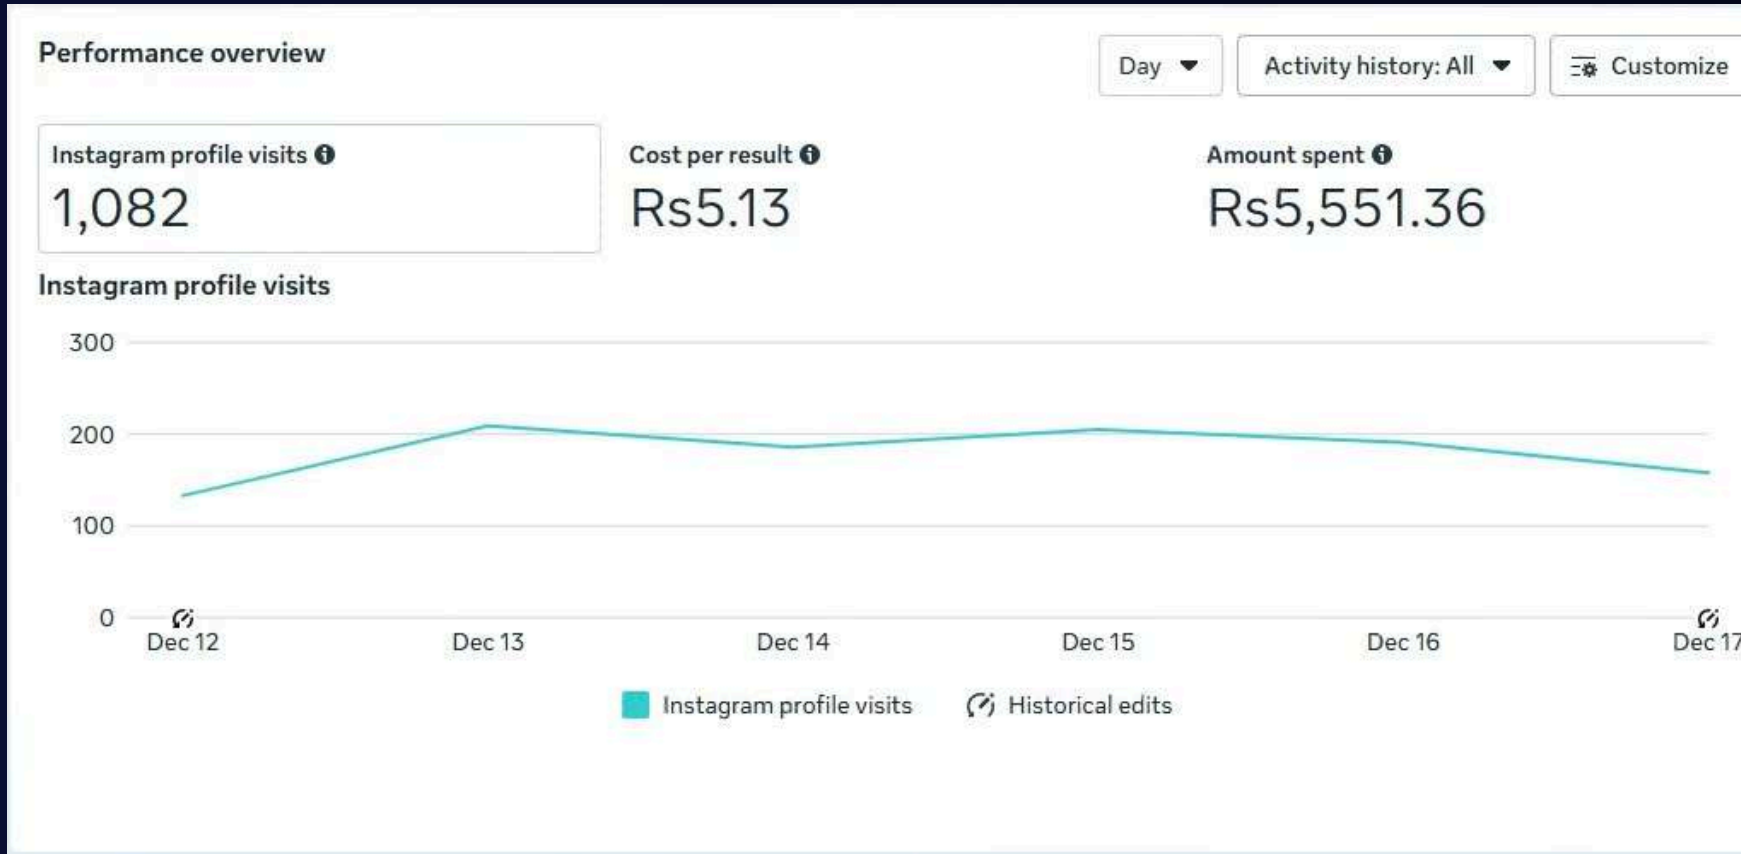 Performance overview
Day
Activity history: All
Customize
Instagram profile visits
1,082
Cost per result
Rs5.13
Amount spent
Rs5,551.36
Instagram profile visits
300
200
100
0
Dec 12
Dec 13
Dec 14
Dec 15
Dec 16
Dec 17
Instagram profile visits
Historical edits